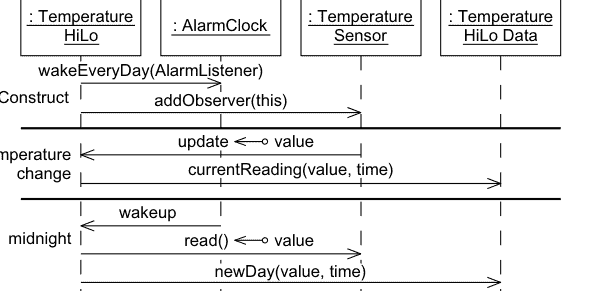 : Temperature
HiLo
: AlarmClock
: Temperature
Sensor
: Temperature
HiLo Data
wakeEveryDay(AlarmListener)
Construct
addObserver(this)
update value
mperature
change
currentReading(value, time)
wakeup
midnight
read() value
newDay(value, time)